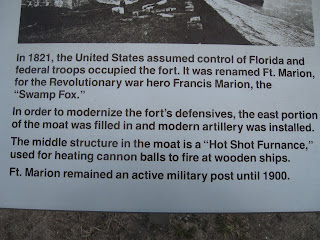 In 1821, the United States assumed control of Florida and
federal troops occupied the fort. It was renamed Ft. Marion,
for the Revolutionary war hero Francis Marion, the
“Swamp Fox.”
In order to modernize the fort’s defensives, the east portion
of the moat was filled in and modern artillery was installed.
The middle structure in the moat is a “Hot Shot Furnance,”
used for heating cannon balls to fire at wooden ships.
Ft. Marion remained an active military post until 1900.